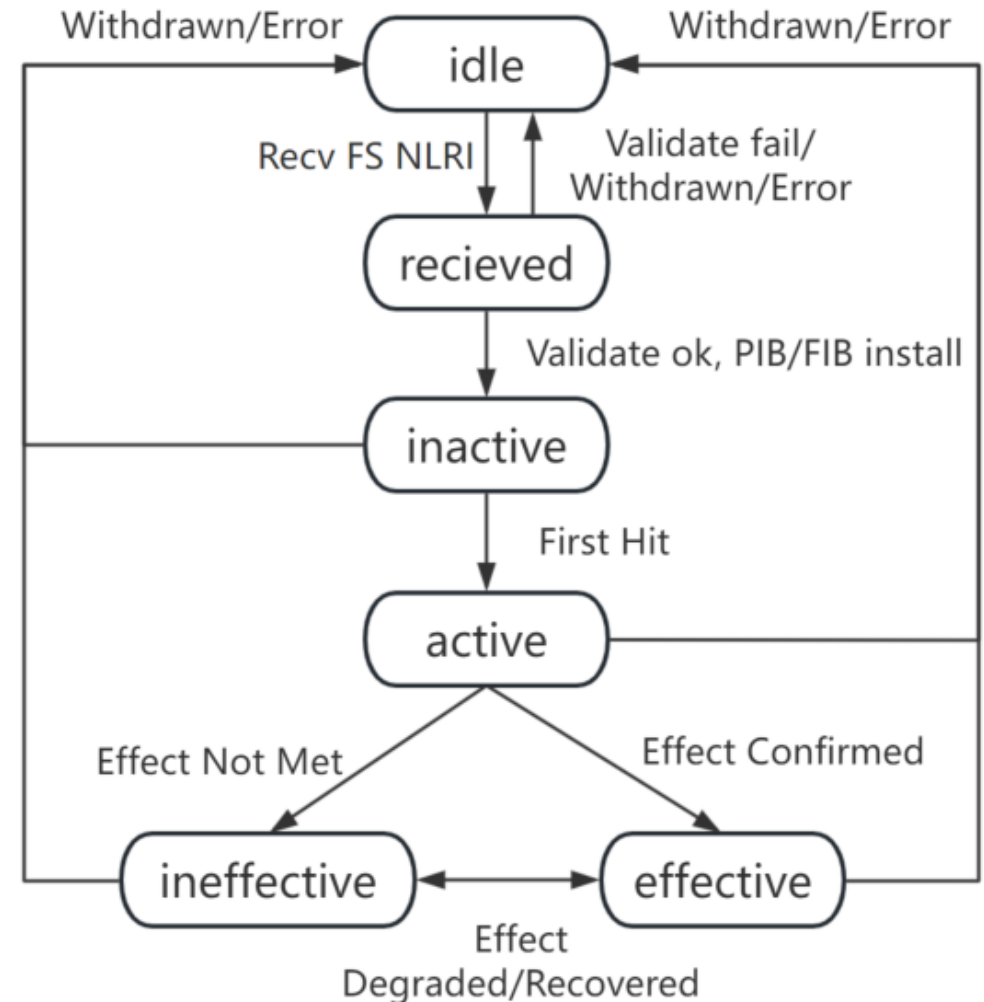 Withdrawn/Error
Withdrawn/Error
idle
Recv FS NLRI
Validate fail/
Withdrawn/Error
recieved
Validate ok, PIB/FIB install
inactive
First Hit
active
Effect Not Met
Effect Confirmed
ineffective
effective
Effect
Degraded/Recovered